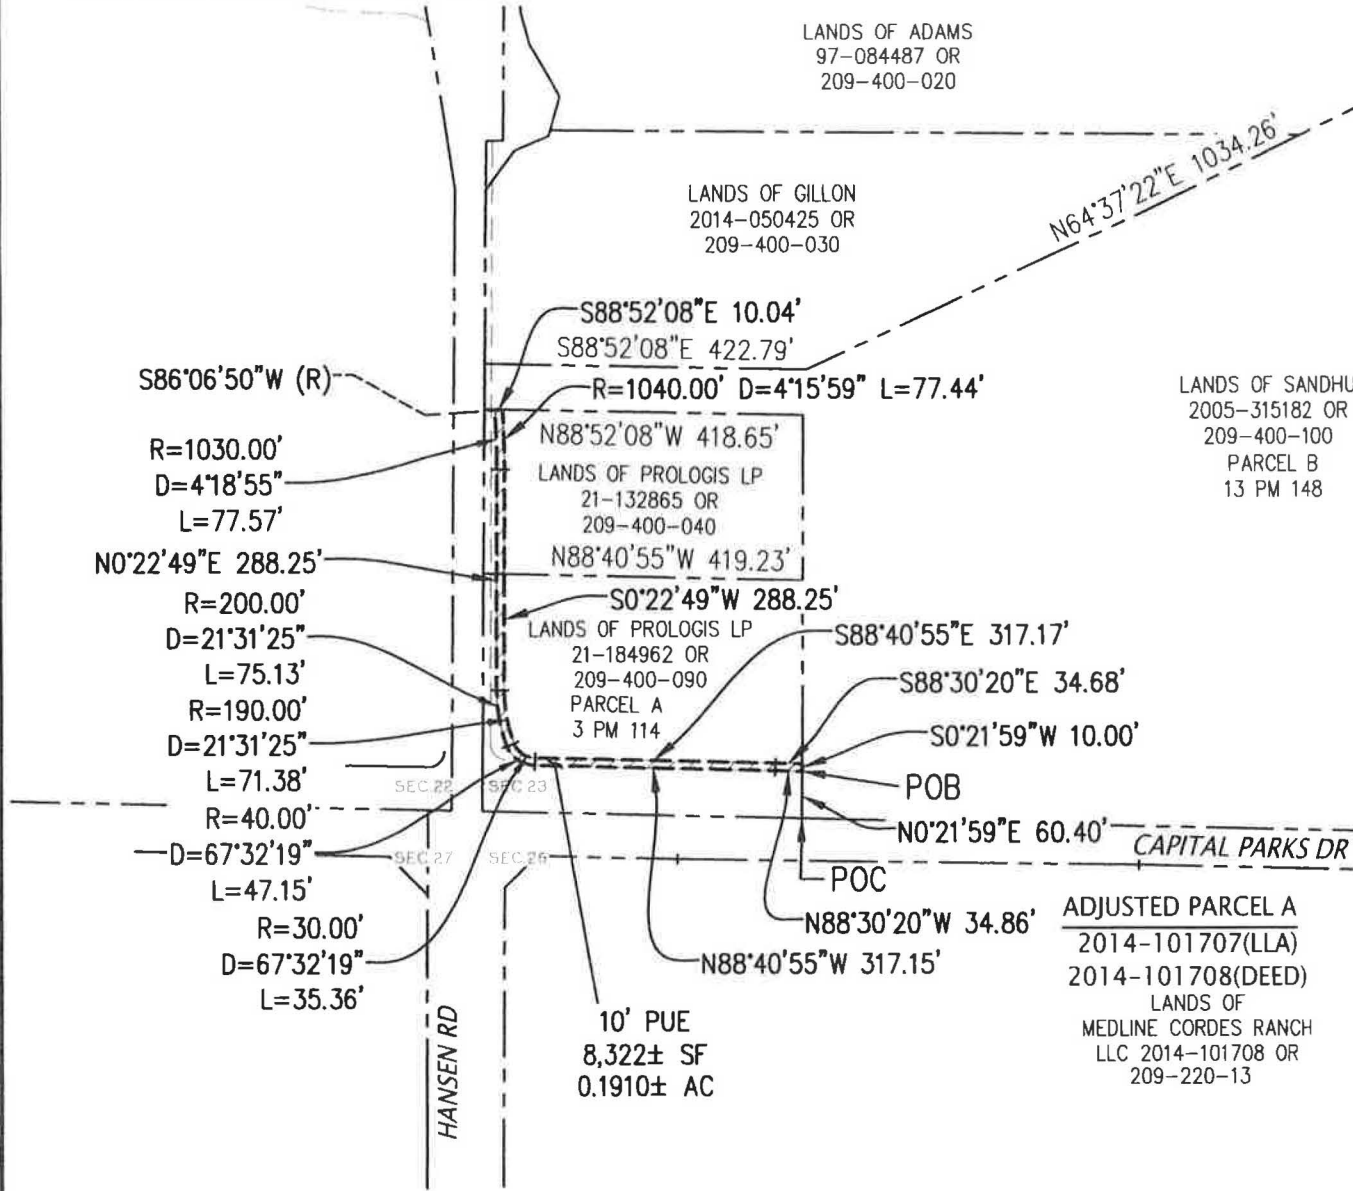 LANDS OF ADAMS
97-084487 OR
209-400-020
N64°37'22"E 1034.26'
LANDS OF GILLON
2014-050425 OR
209-400-030
S88°52'08"E 10.04'
S88°52'08"E 422.79'
S86°06'50"W (R)
R=1040.00' D=4°15'59" L=77.44'
LANDS OF SANDHU
2005-315182 OR
209-400-100
PARCEL B
13 PM 148
R=1030.00'
D=4°18'55"
L=77.57'
N88°52'08"W 418.65'
LANDS OF PROLOGIS LP
21-132865 OR
209-400-040
N88°40'55"W 419.23'
N0°22'49"E 288.25'
S0°22'49"W 288.25'
R=200.00'
D=21°31'25"
L=75.13'
LANDS OF PROLOGIS LP
21-184962 OR
209-400-090
PARCEL A
3 PM 114
S88°40'55"E 317.17'
S88°30'20"E 34.68'
S0°21'59"W 10.00'
R=190.00'
D=21°31'25"
L=71.38'
SEC.22
SEC 23
POB
N0°21'59"E 60.40'
R=40.00'
D=67°32'19"
L=47.15'
SEC.27
SEC.26
CAPITAL PARKS DR
POC
N88°30'20"W 34.86'
N88°40'55"W 317.15'
R=30.00'
D=67°32'19"
L=35.36'
ADJUSTED PARCEL A
2014-101707(LLA)
2014-101708(DEED)
LANDS OF
MEDLINE CORDES RANCH
LLC 2014-101708 OR
209-220-13
10' PUE
8,322± SF
0.1910± AC
HANSEN RD